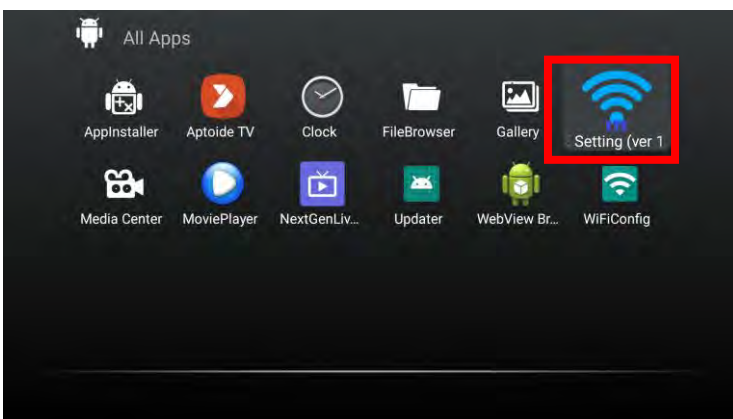 All Apps
AppInstaller Aptoide TV Clock FileBrowser Gallery Setting (ver 1
Media Center MoviePlayer NextGenLiv... Updater WebView Br... WiFiConfig